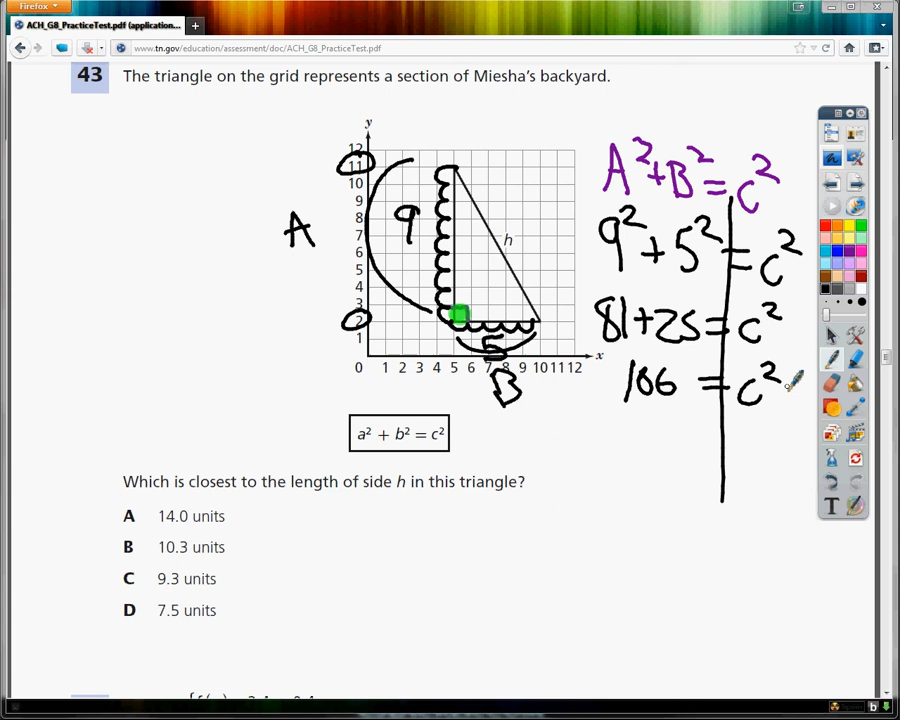 Firefox
ACH_G8_PracticeTest.pdf (application...
www.tn.gov/education/assessment/doc/ACH_G8_PracticeTest.pdf
43 The triangle on the grid represents a section of Miesha's backyard.
y
12
11
10
9
8
7
6
5
4
3
2
1
0 1 2 3 4 5 6 7 8 9 10 11 12 x
h
A
9
5
B
A² + B² = C²
9² + 5² = C²
81 + 25 = C²
106 = C²
a² + b² = c²
Which is closest to the length of side h in this triangle?
A 14.0 units
B 10.3 units
C 9.3 units
D 7.5 units
T
b